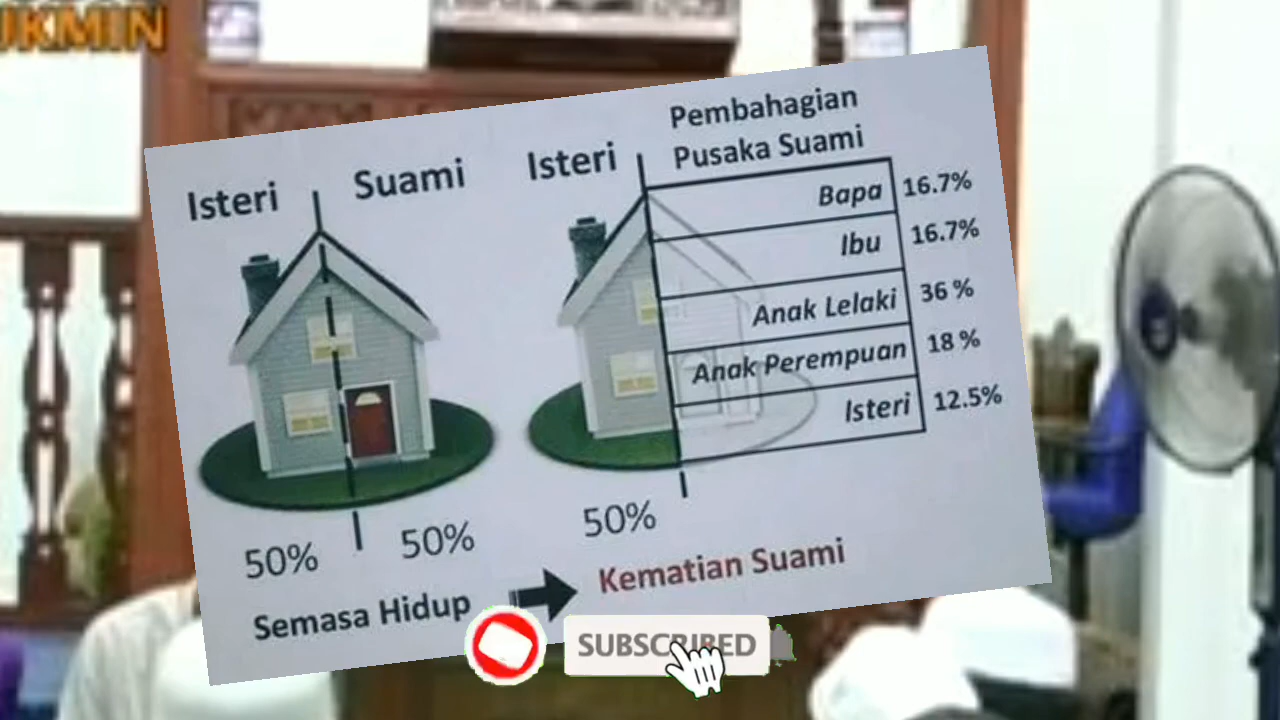 UKMIN
Isteri
Suami
Isteri
Pembahagian
Pusaka Suami
Bapa 16.7%
Ibu 16.7%
Anak Lelaki 36 %
Anak Perempuan 18 %
Isteri 12.5%
50%
50%
50%
Semasa Hidup
Kematian Suami
SUBSCRIBED